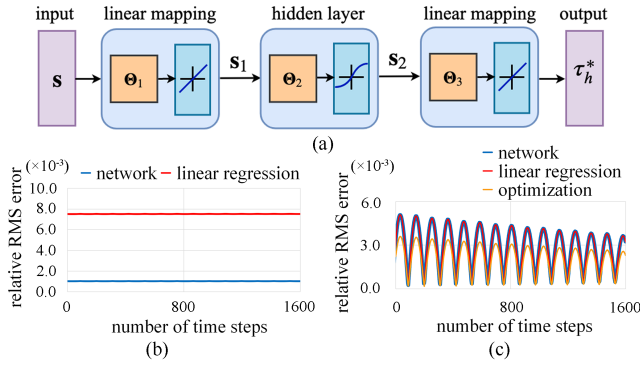 input linear mapping hidden layer linear mapping output
s Θ₁ s₁ Θ₂ s₂ Θ₃ τₕ*
(a)
(×10⁻³) network linear regression
relative RMS error
10.0
8.0
6.0
4.0
2.0
0.0
0 800 1600
number of time steps
(b)
network
linear regression
optimization
(×10⁻³)
relative RMS error
6.0
3.0
0.0
0 800 1600
number of time steps
(c)